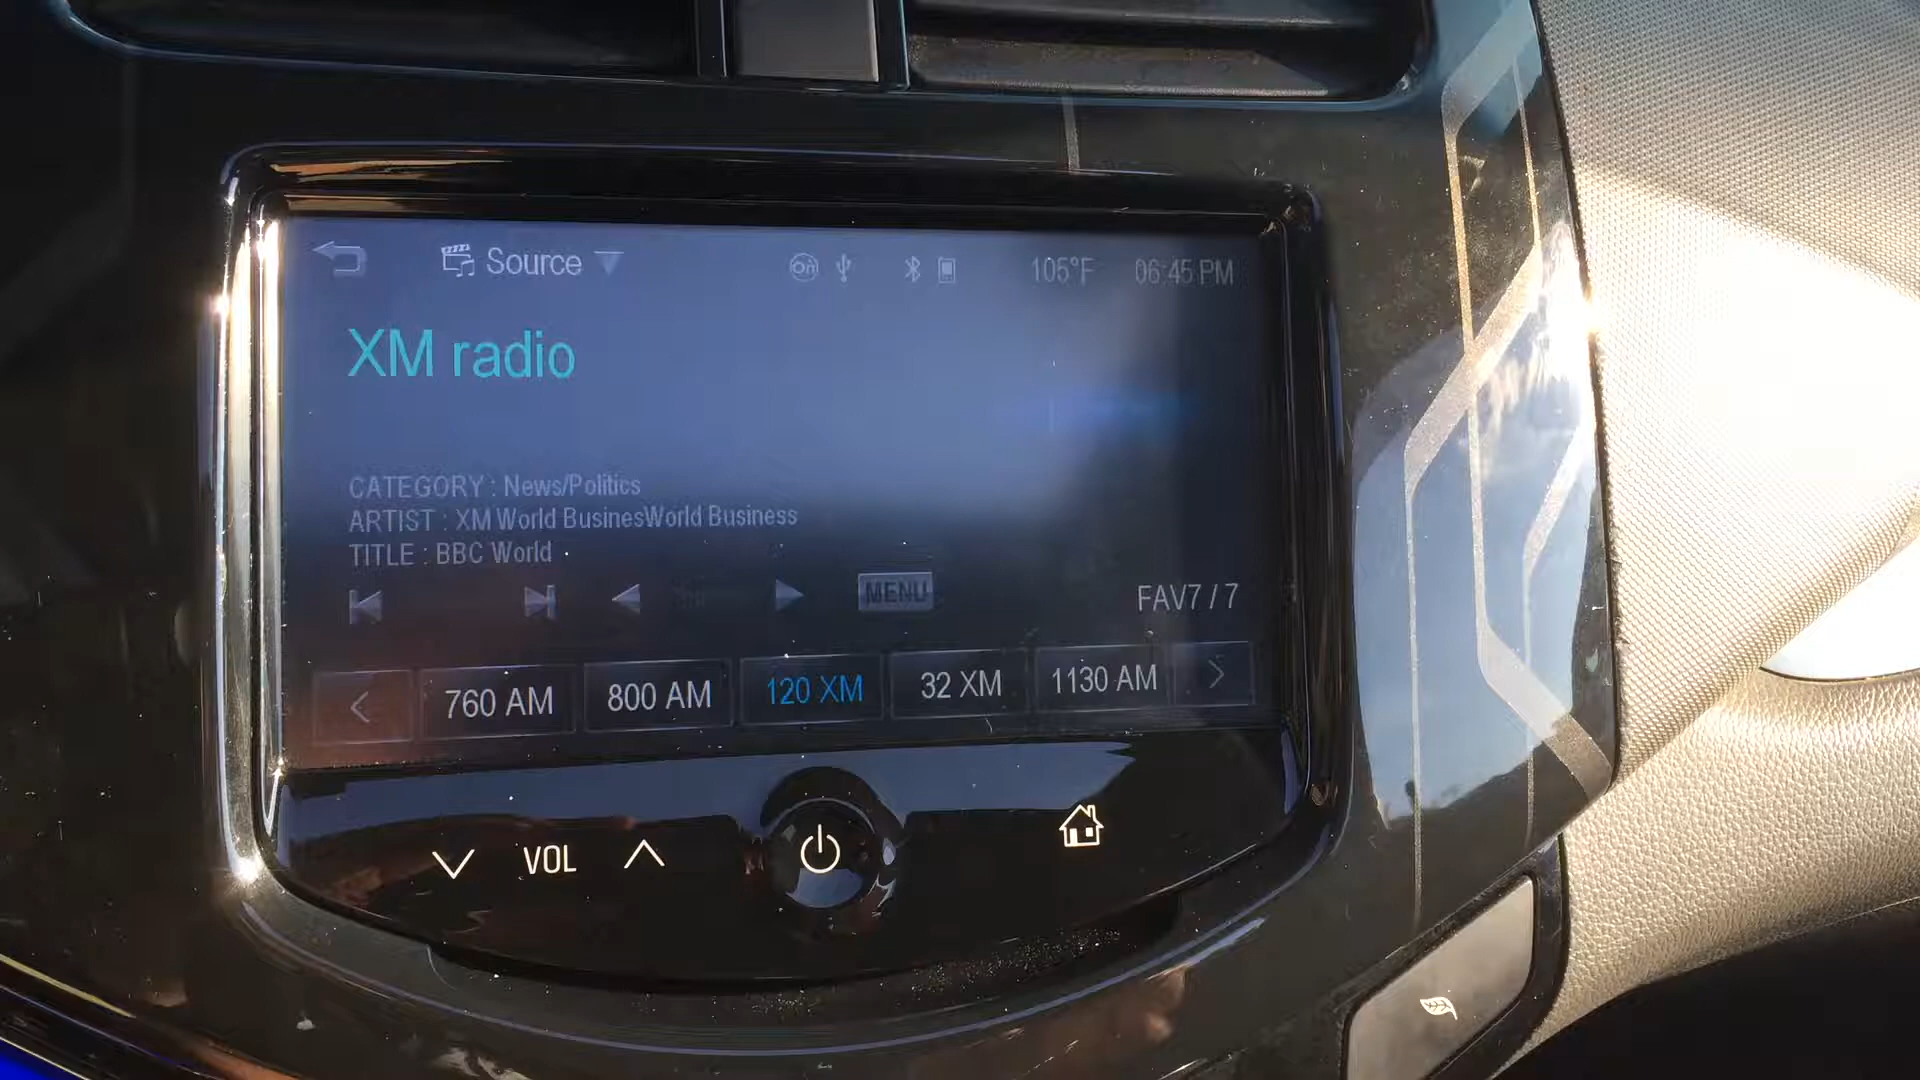 Source
On
105°F
06:45 PM
XM radio
CATEGORY : News/Politics
ARTIST : XM World BusinesWorld Business
TITLE : BBC World
MENU
FAV7 / 7
< 760 AM 800 AM 120 XM 32 XM 1130 AM >
VOL